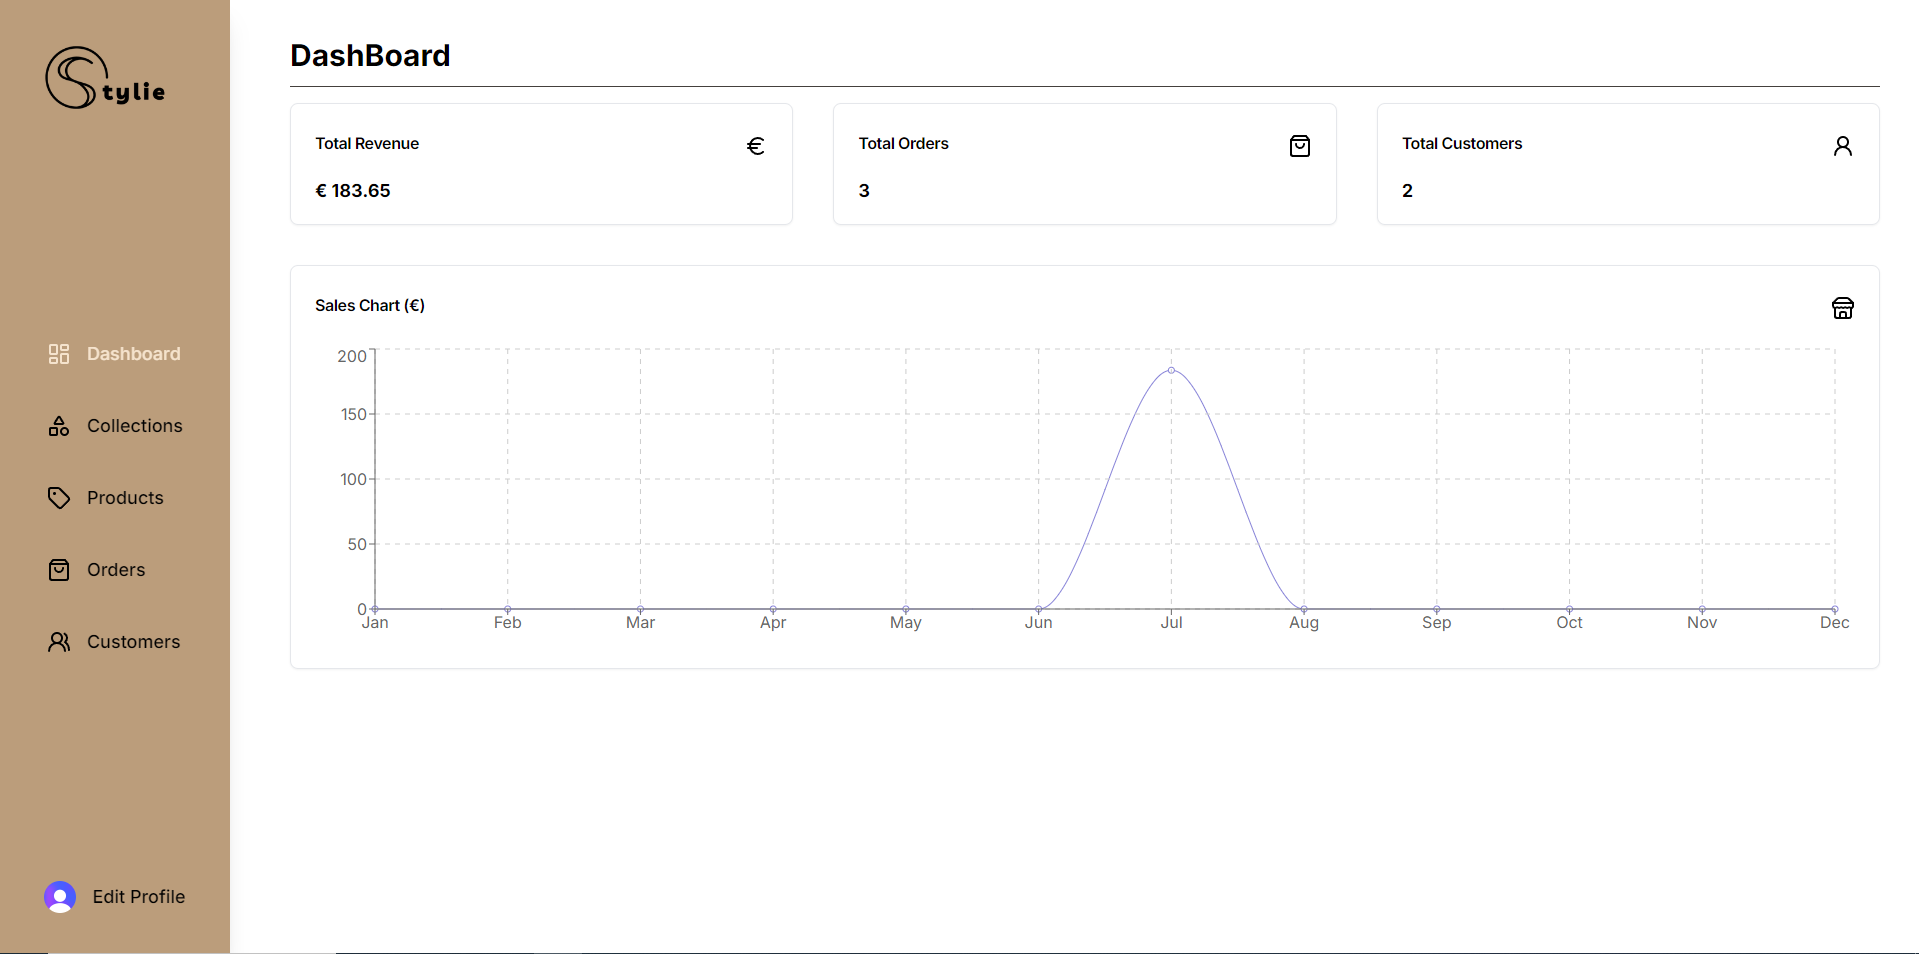 Stylie
Dashboard
Collections
Products
Orders
Customers
Edit Profile
DashBoard
Total Revenue
€
€ 183.65
Total Orders
3
Total Customers
2
Sales Chart (€)
200
150
100
50
0
Jan Feb Mar Apr May Jun Jul Aug Sep Oct Nov Dec